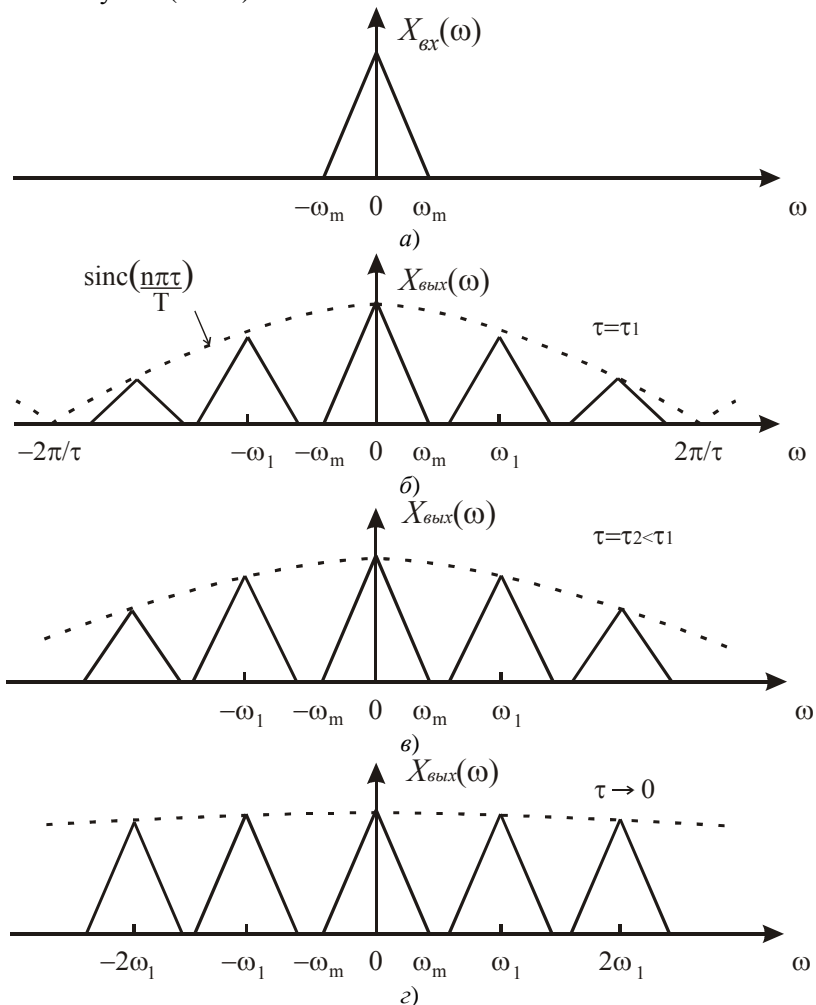 X_вх(ω)
−ω_m 0 ω_m ω
а)
sinc(nπτ/T)
X_вых(ω)
τ=τ1
−2π/τ −ω_1 −ω_m 0 ω_m ω_1 2π/τ ω
б)
X_вых(ω)
τ=τ2<τ1
−ω_1 −ω_m 0 ω_m ω_1 ω
в)
X_вых(ω)
τ → 0
−2ω_1 −ω_1 −ω_m 0 ω_m ω_1 2ω_1 ω
г)